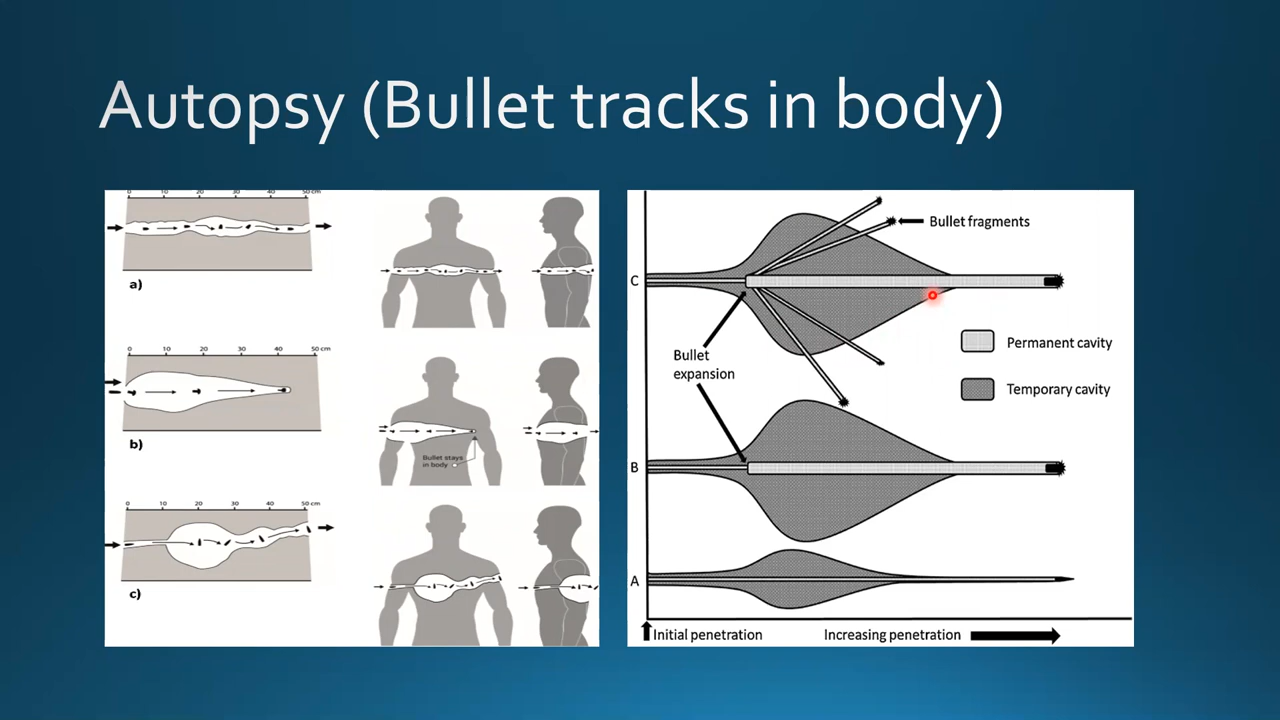 Autopsy (Bullet tracks in body)
0 10 20 30 40 50 cm
a)
0 10 20 30 40 50 cm
b)
Bullet stays
in body
0 10 20 30 40 50 cm
c)
Bullet fragments
C
Permanent cavity
Bullet
expansion
Temporary cavity
B
A
Initial penetration
Increasing penetration